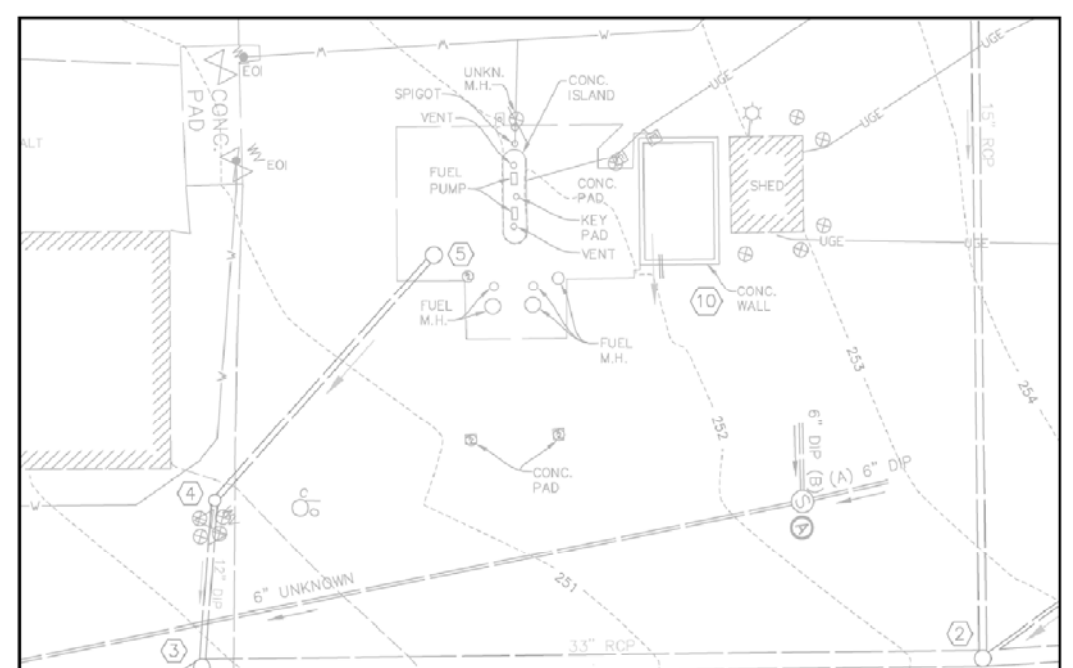 W
W
W
W
EOI
CONC.
PAD
ALT
W
EOI
UNKN.
M.H.
SPIGOT
VENT
CONC.
ISLAND
UGE
UGE
UGE
15" RCP
FUEL
PUMP
CONC.
PAD
KEY
PAD
VENT
SHED
UGE
UGE
W
5
FUEL
M.H.
FUEL
M.H.
10
CONC.
WALL
253
254
W
252
6" DIP (B)
(A) 6" DIP
CONC.
PAD
4
W
C
O
S
A
12" DIP
6" UNKNOWN
251
3
33" RCP
2